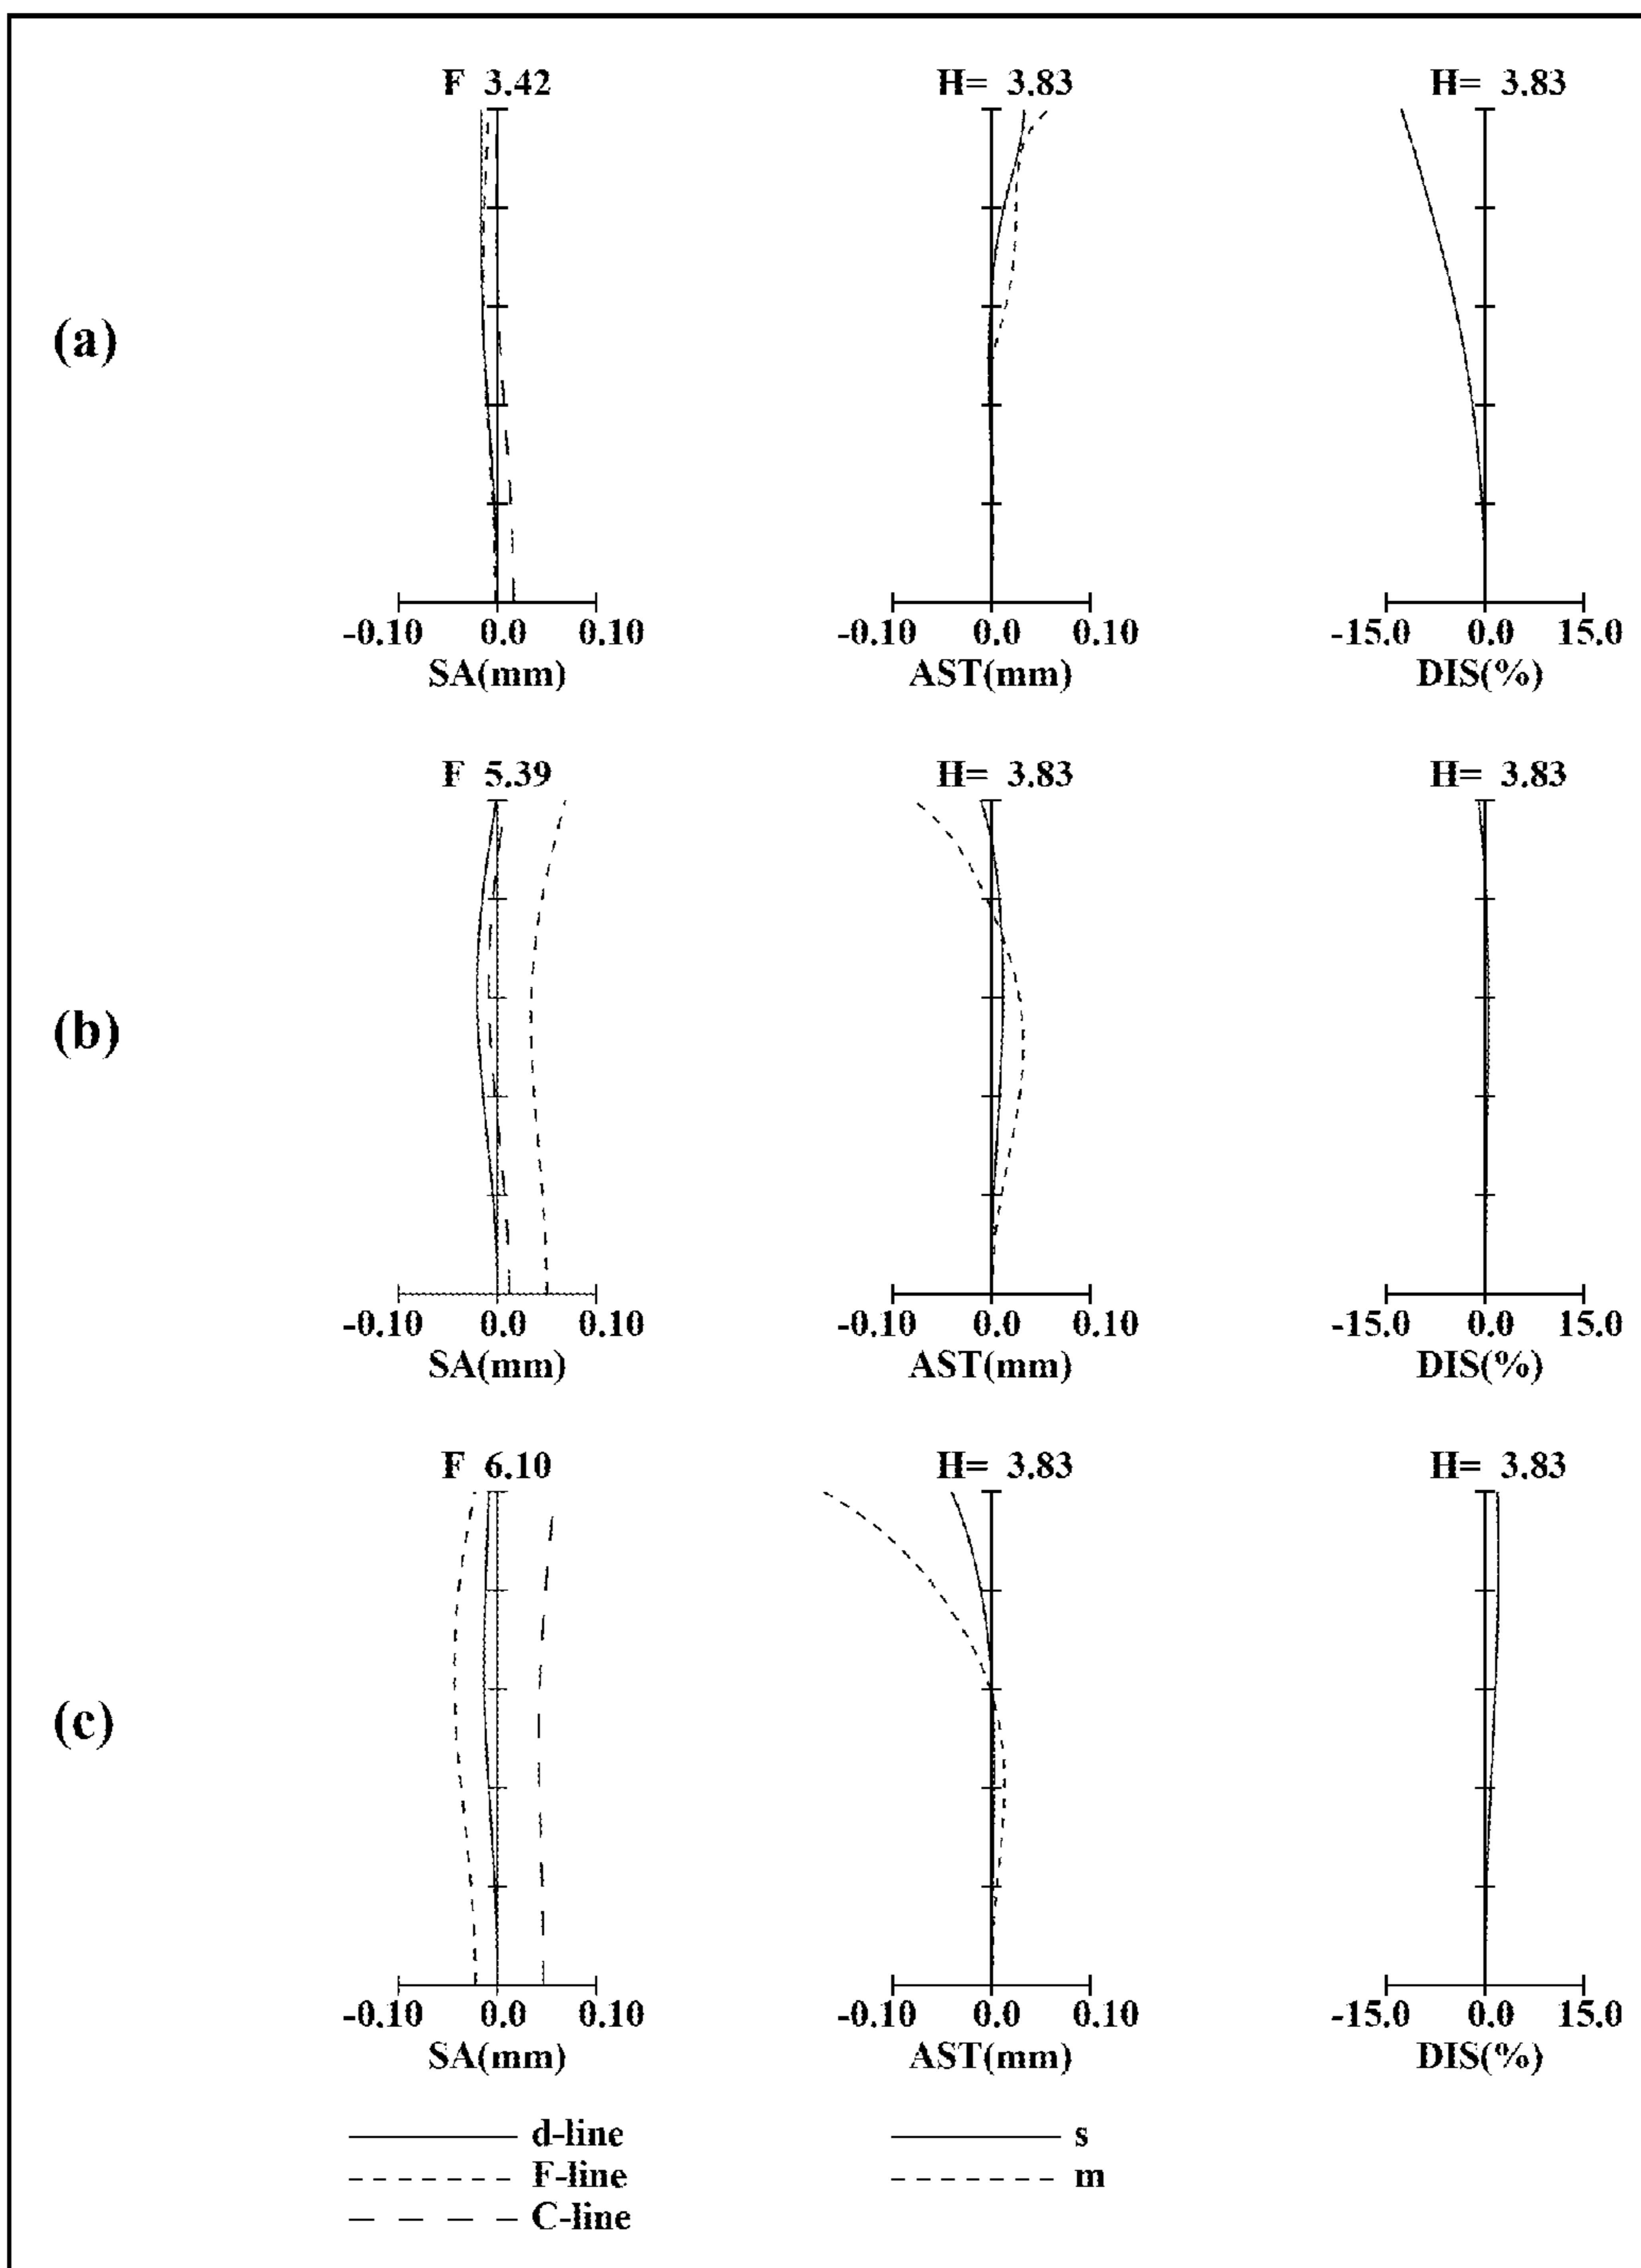 F 3.42 H= 3.83 H= 3.83
(a)
-0.10 0.0 0.10 -0.10 0.0 0.10 -15.0 0.0 15.0
SA(mm) AST(mm) DIS(%)
F 5.39 H= 3.83 H= 3.83
(b)
-0.10 0.0 0.10 -0.10 0.0 0.10 -15.0 0.0 15.0
SA(mm) AST(mm) DIS(%)
F 6.10 H= 3.83 H= 3.83
(c)
-0.10 0.0 0.10 -0.10 0.0 0.10 -15.0 0.0 15.0
SA(mm) AST(mm) DIS(%)
d-line s
F-line m
C-line